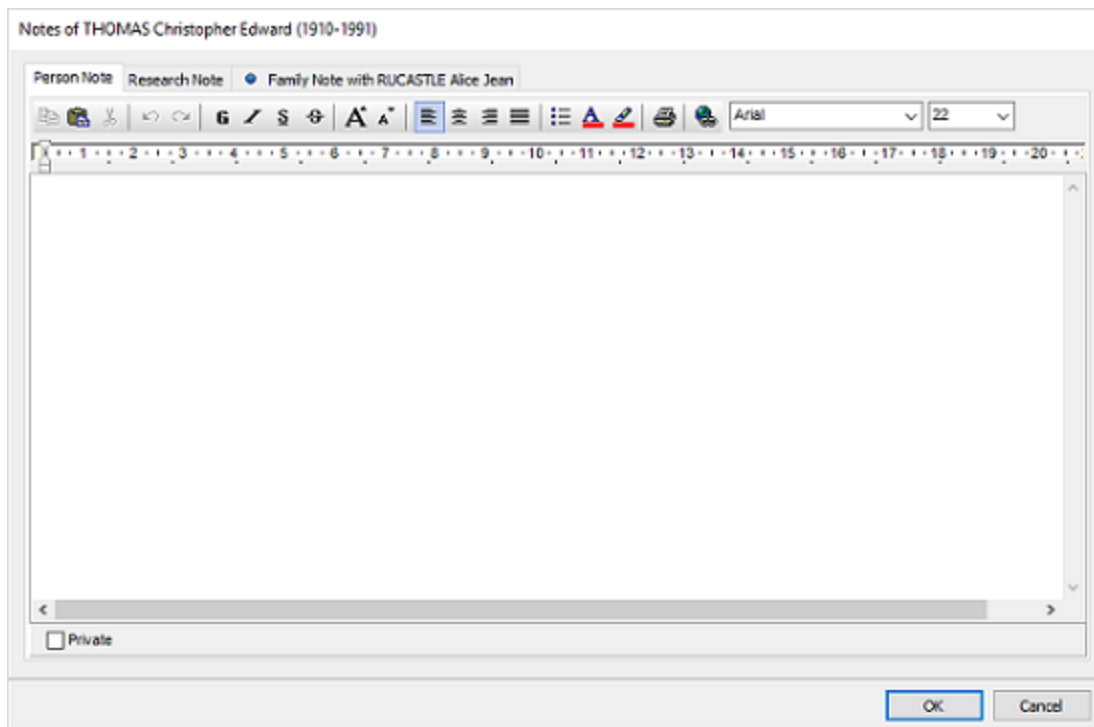 Notes of THOMAS Christopher Edward (1910-1991)
Person Note Research Note Family Note with RUCASTLE Alice Jean
G I S S A A A Arial 22
1 2 3 4 5 6 7 8 9 10 11 12 13 14 15 16 17 18 19 20
Private
OK Cancel